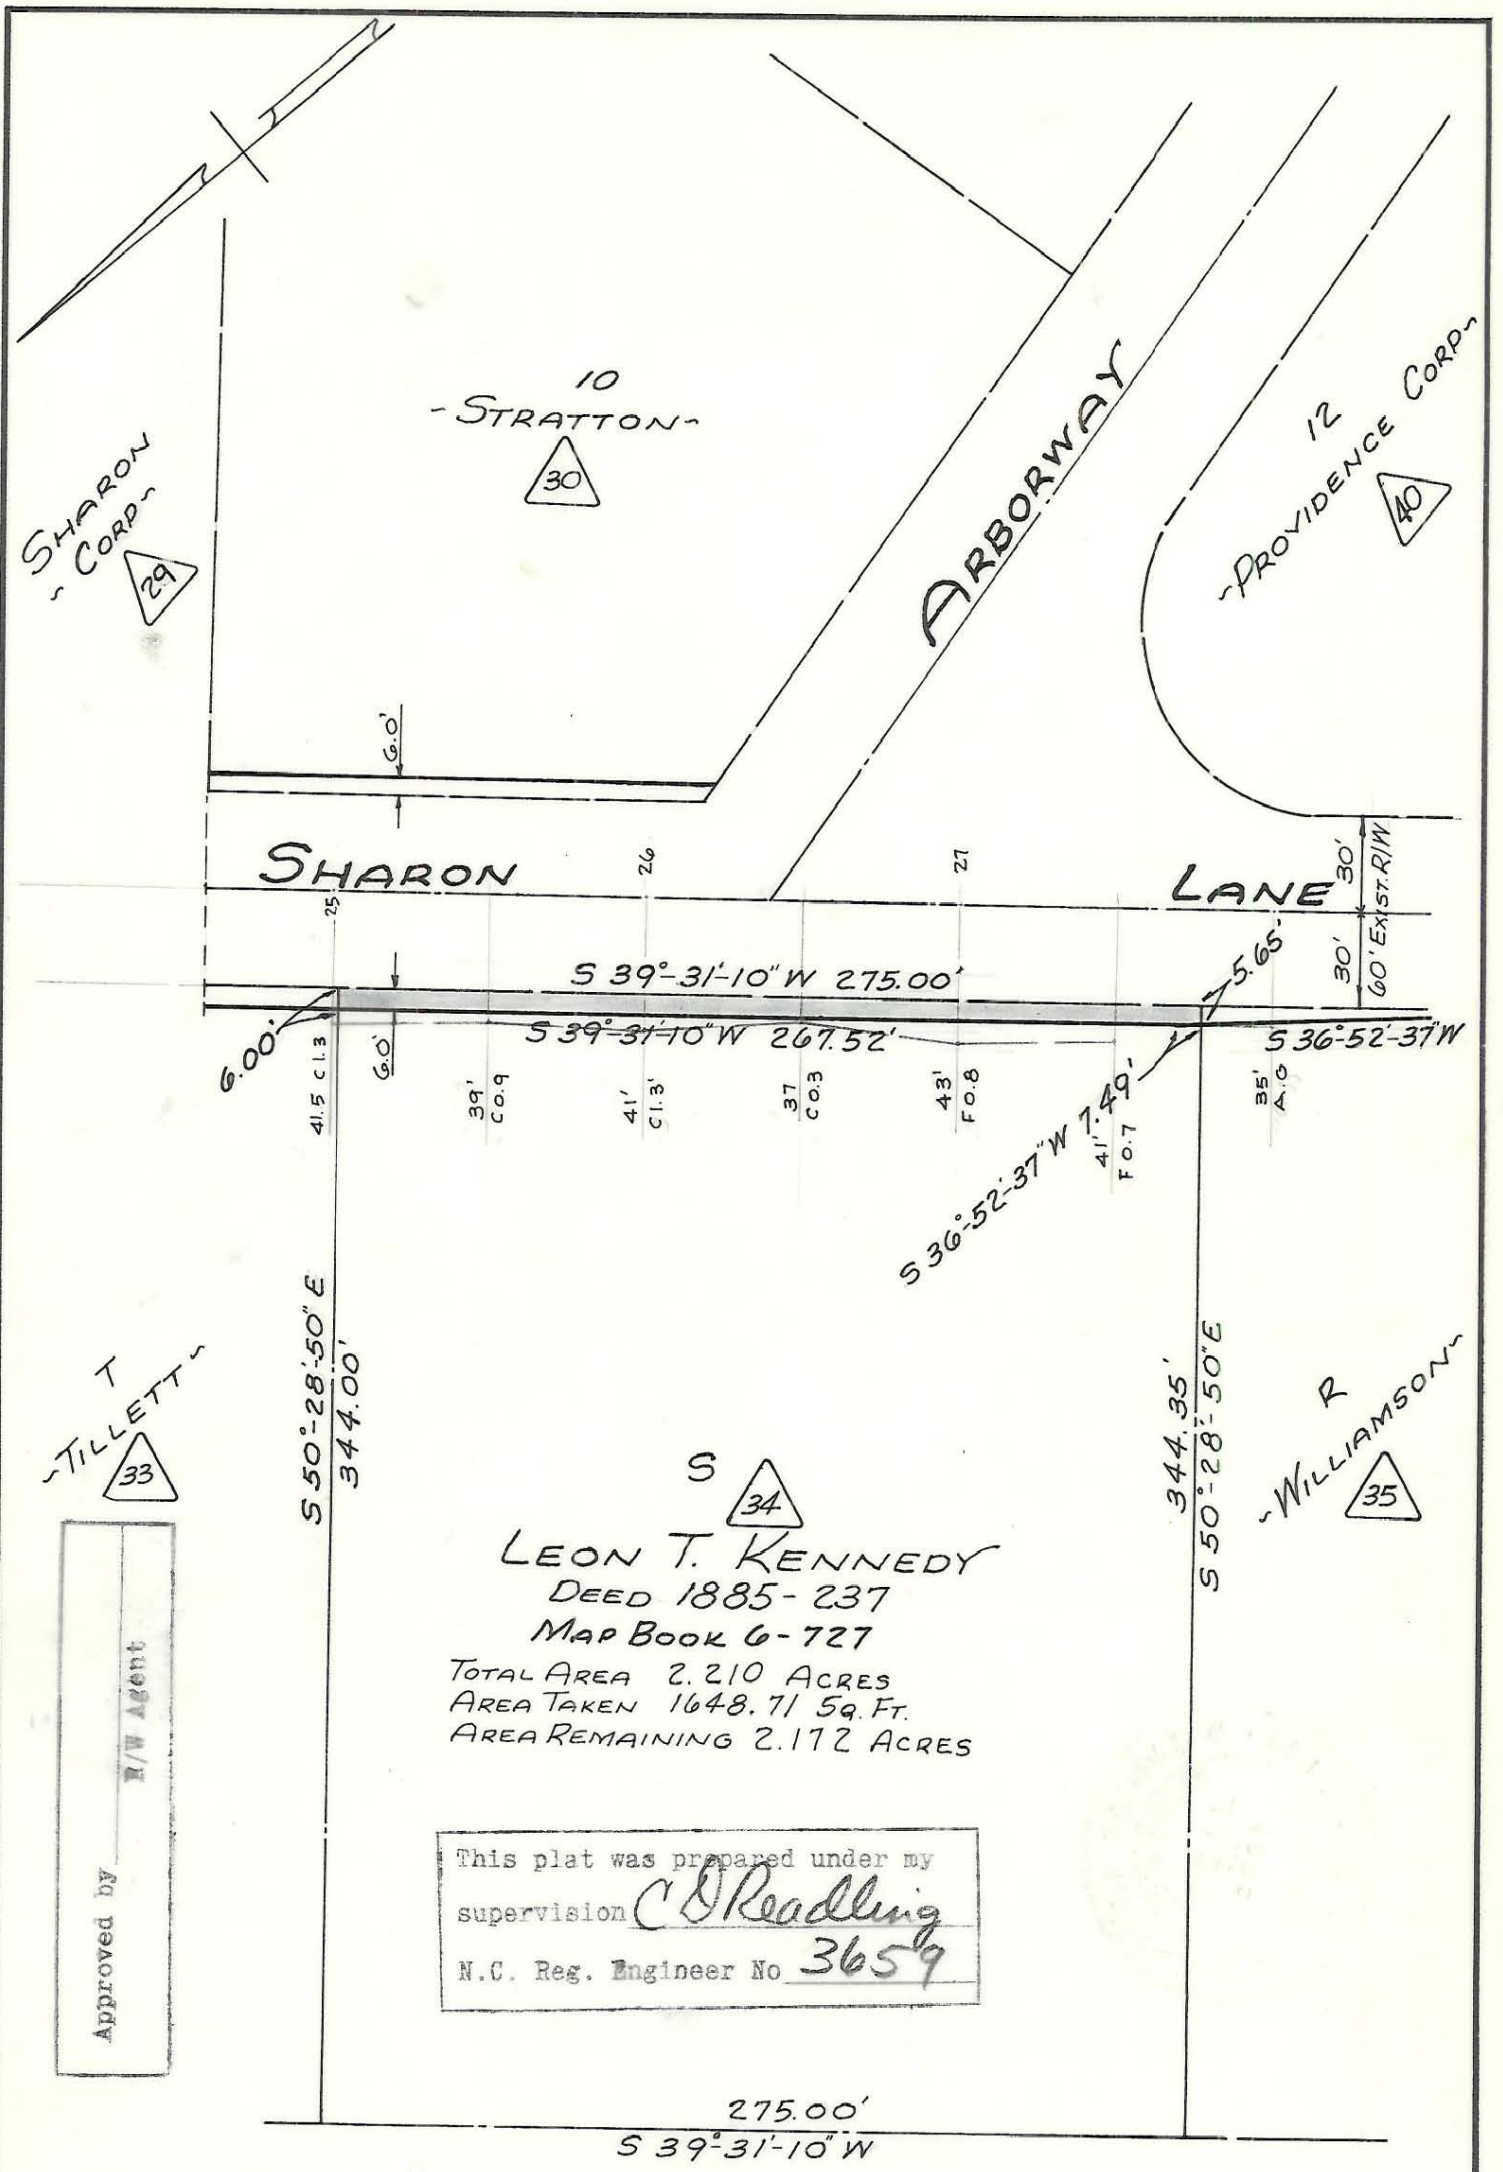 10
-STRATTON-
30
SHARON
-CORP-
29
ARBORWAY
12
-PROVIDENCE CORP-
40
6.0'
SHARON LANE
25
26
27
30'
30'
60' EXIST. R/W
S 39°-31'-10" W 275.00'
5.65'
6.00'
6.0'
S 39°-31'-10" W 267.52'
S 36°-52'-37" W
41.5 C1.3
39'
C0.9
41'
C1.3'
37
C0.3
43'
F0.8
41'
F0.7
35'
A.G
S 36°-52'-37" W 7.49'
S 50°-28'-50" E
344.00'
344.35'
S 50°-28'-50" E
T
-TILLETT-
33
R
-WILLIAMSON-
35
S
34
LEON T. KENNEDY
DEED 1885-237
MAP BOOK 6-727
TOTAL AREA 2.210 ACRES
AREA TAKEN 1648.71 SQ. FT.
AREA REMAINING 2.172 ACRES
Approved by
R/W Agent
This plat was prepared under my
supervision C D Readling
N.C. Reg. Engineer No 3659
275.00'
S 39°-31'-10" W